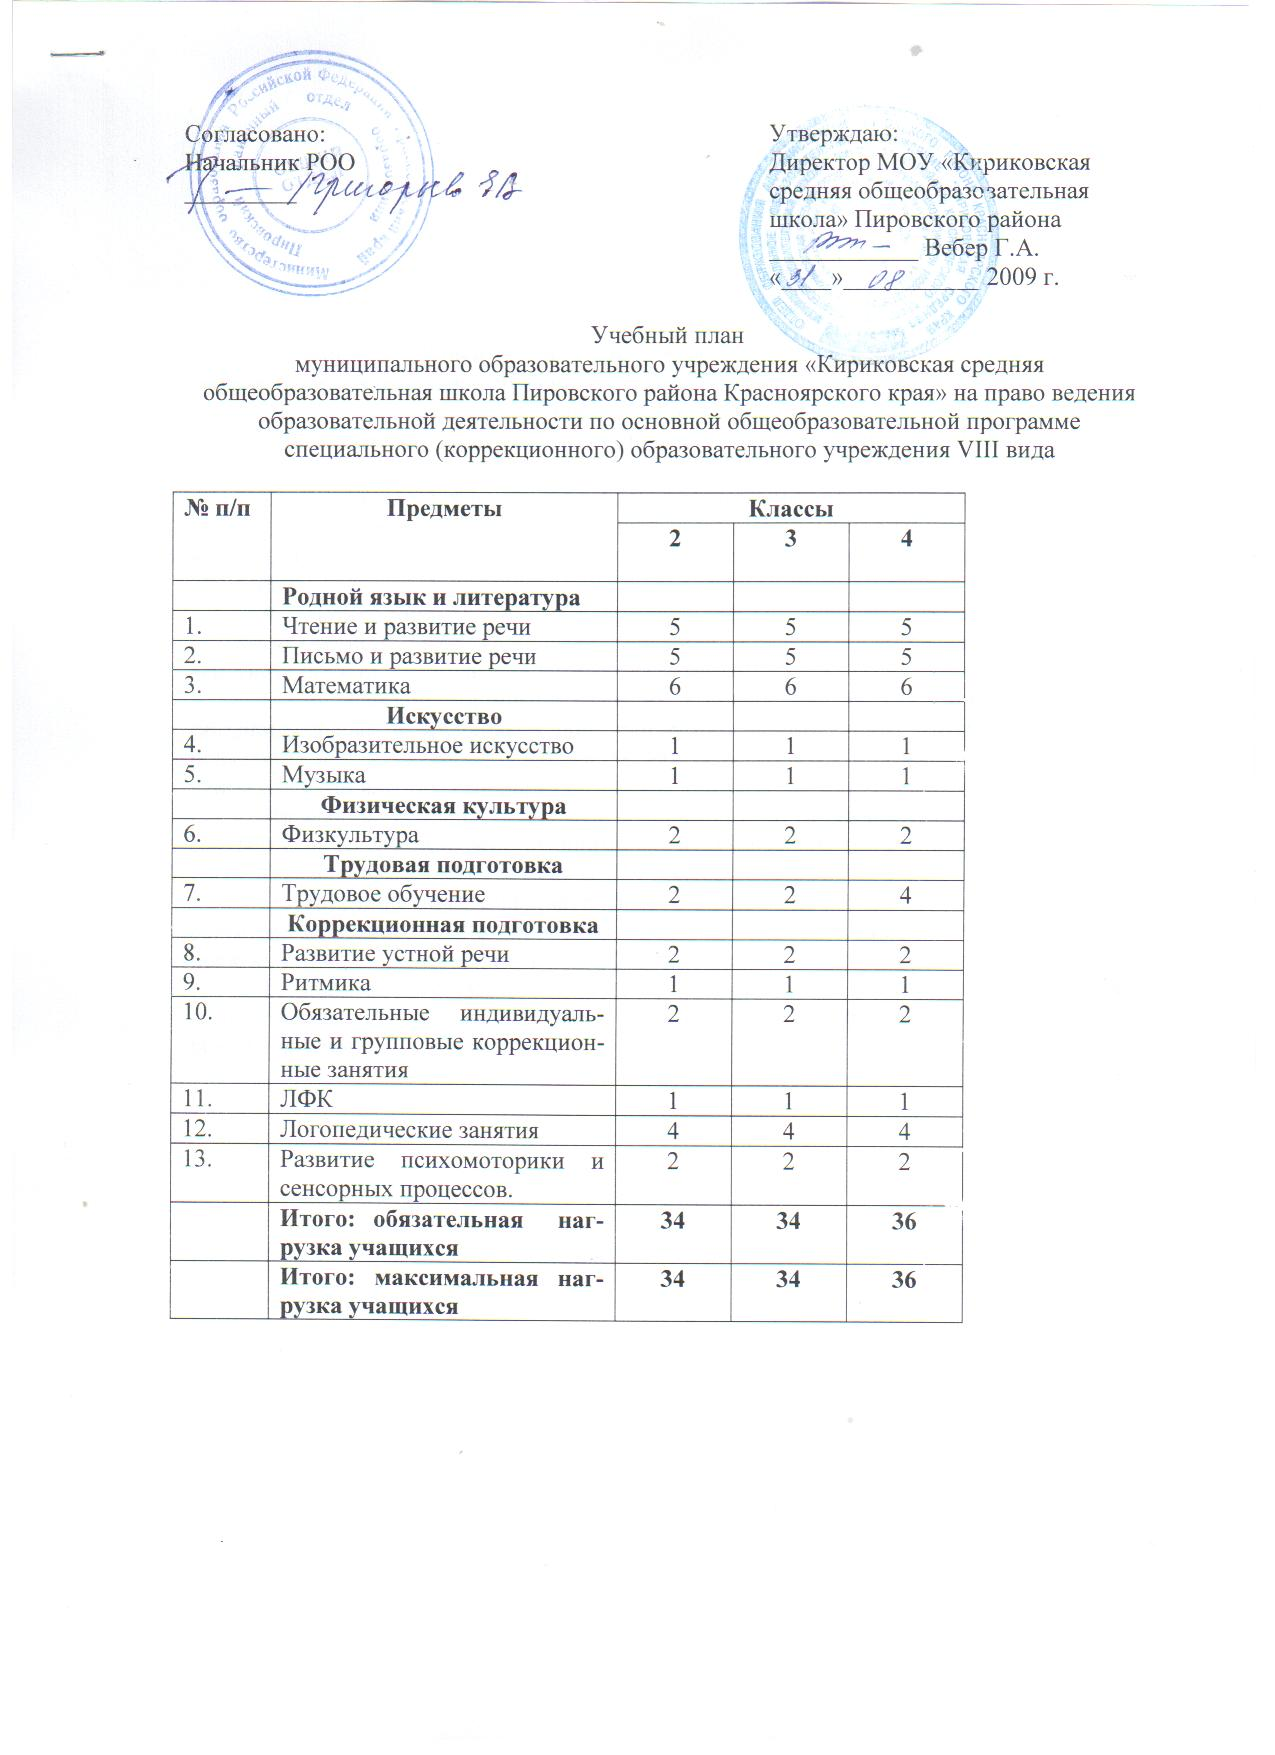 Согласовано:
Начальник РОО
Григорьев
Утверждаю:
Директор МОУ «Кириковская
средняя общеобразовательная
школа» Пировского района
____________ Вебер Г.А.
«31»  08  2009 г.
Учебный план
муниципального образовательного учреждения «Кириковская средняя
общеобразовательная школа Пировского района Красноярского края» на право ведения
образовательной деятельности по основной общеобразовательной программе
специального (коррекционного) образовательного учреждения VIII вида
№ п/п Предметы Классы
2 3 4
Родной язык и литература
1. Чтение и развитие речи 5 5 5
2. Письмо и развитие речи 5 5 5
3. Математика 6 6 6
Искусство
4. Изобразительное искусство 1 1 1
5. Музыка 1 1 1
Физическая культура
6. Физкультура 2 2 2
Трудовая подготовка
7. Трудовое обучение 2 2 4
Коррекционная подготовка
8. Развитие устной речи 2 2 2
9. Ритмика 1 1 1
10. Обязательные индивидуаль- 2 2 2
ные и групповые коррекцион-
ные занятия
11. ЛФК 1 1 1
12. Логопедические занятия 4 4 4
13. Развитие психомоторики и 2 2 2
сенсорных процессов.
Итого: обязательная наг- 34 34 36
рузка учащихся
Итого: максимальная наг- 34 34 36
рузка учащихся